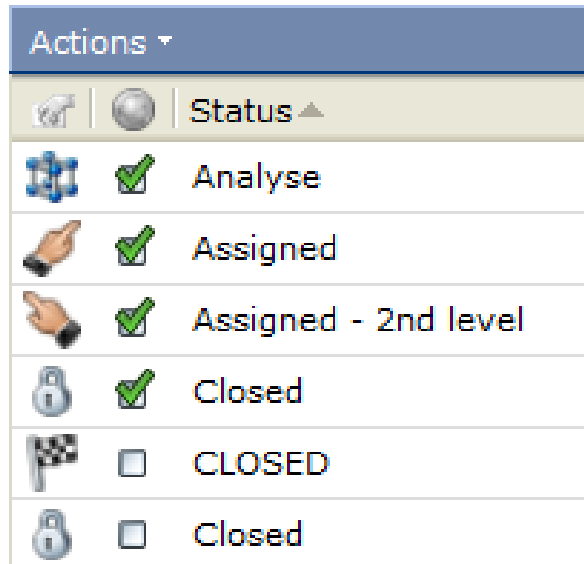 Actions
Status
Analyse
Assigned
Assigned - 2nd level
Closed
CLOSED
Closed